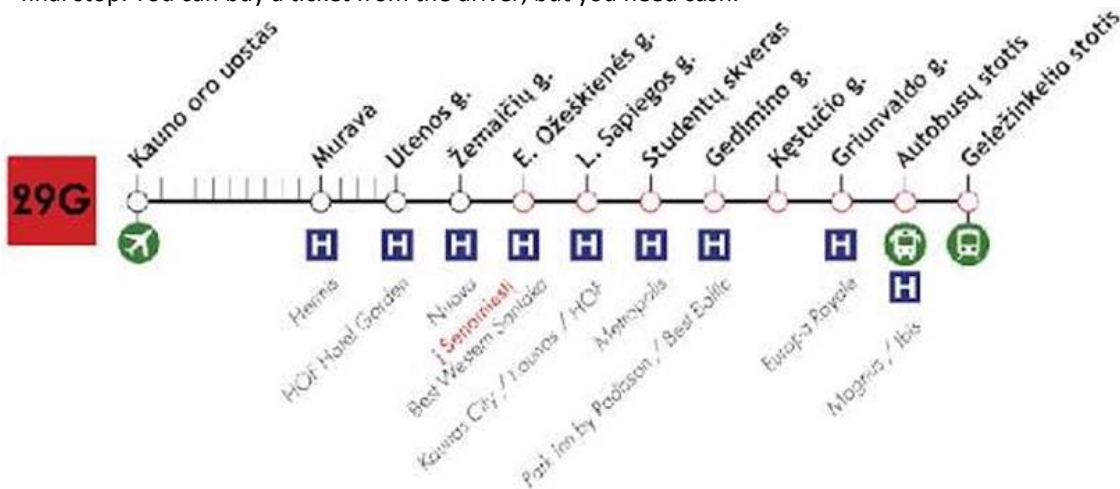 final stop. You can buy a ticket from the driver, but you need cash.
29G
Kauno oro uostas
Murava
Utenos g.
Žemaičių g.
E. Ožeškienės g.
L. Sapiegos g.
Studentų skveras
Gedimino g.
Kęstučio g.
Griunvaldo g.
Autobusų stotis
Geležinkelio stotis
H
H
H
H
H
H
H
H
H
Hermis
HOF Hotel Garden
Nuova
į Senamiestį
Best Western Santaka
Kaunas City / Kaunas / HOF
Metropolis
Park Inn by Radisson / Best Baltic
Europa Royale
Magnus / Ibis